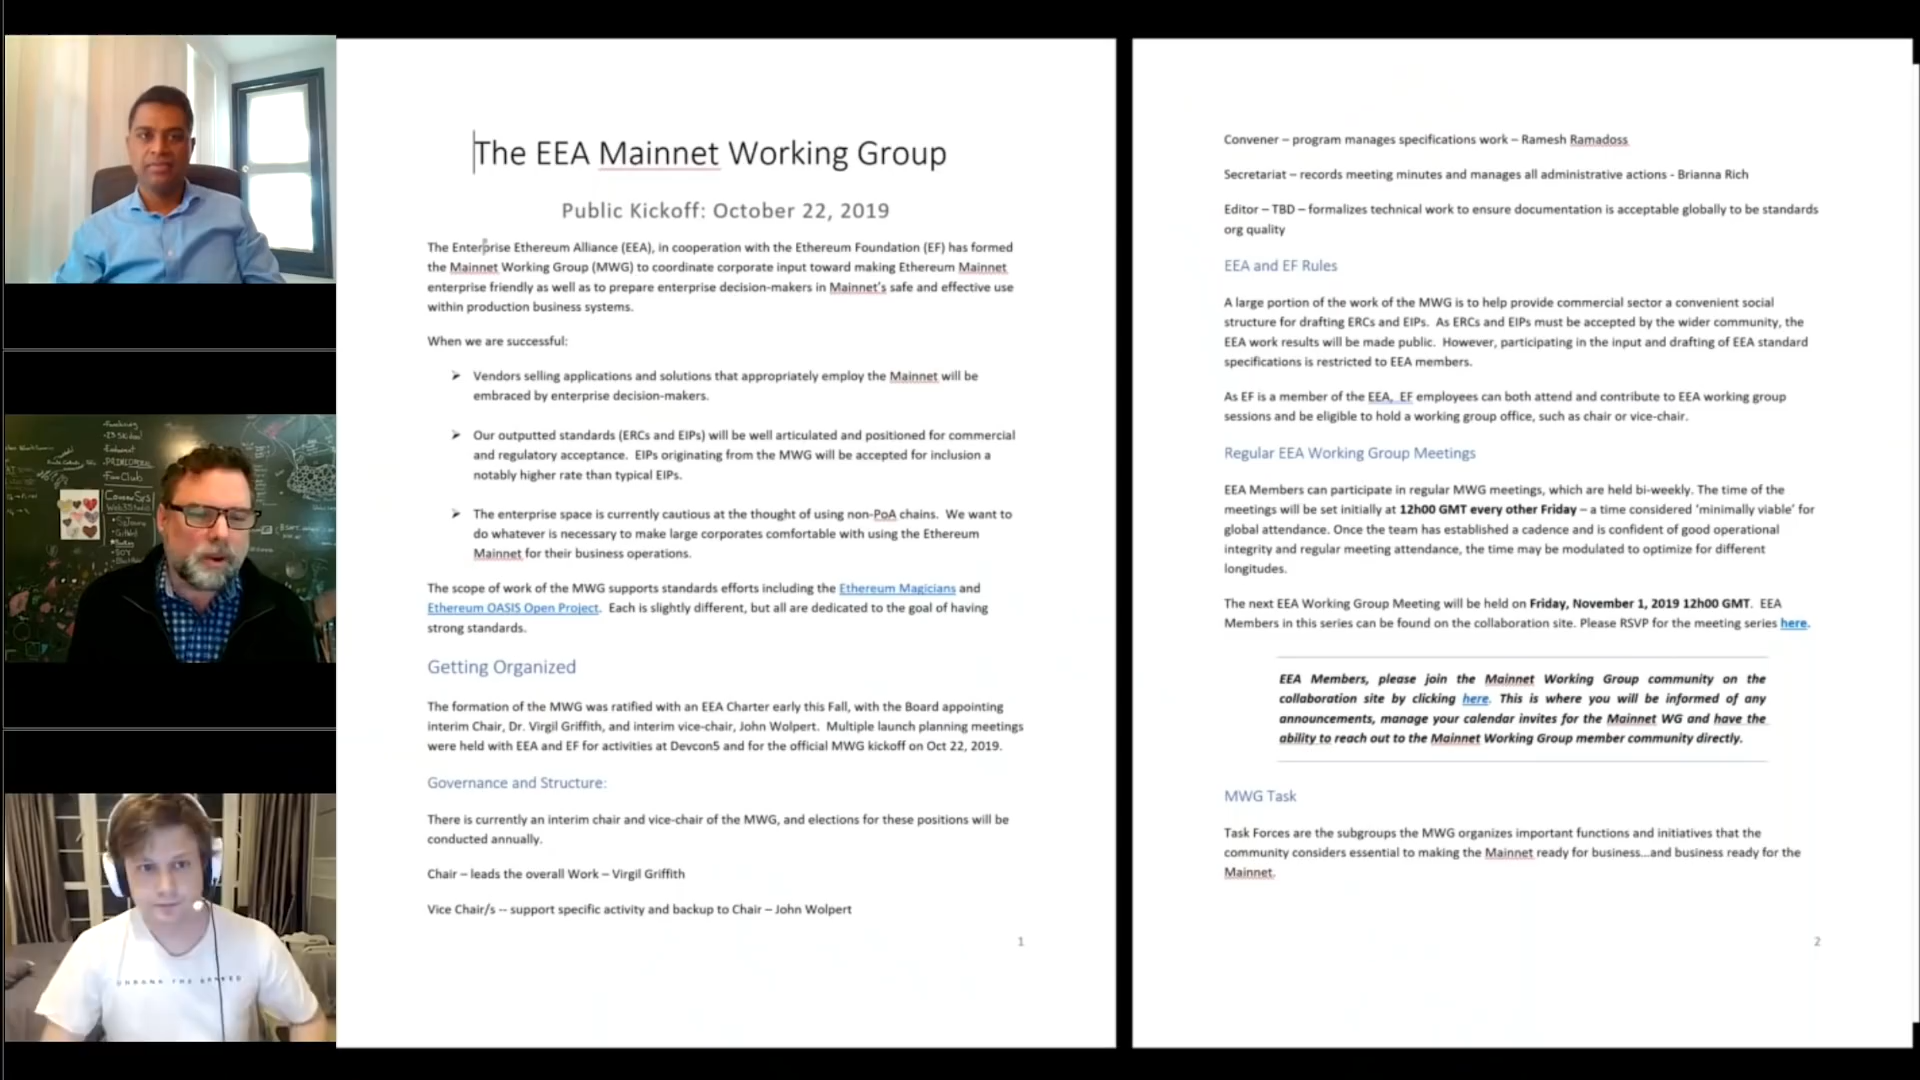 The EEA Mainnet Working Group
Public Kickoff: October 22, 2019
The Enterprise Ethereum Alliance (EEA), in cooperation with the Ethereum Foundation (EF) has formed
the Mainnet Working Group (MWG) to coordinate corporate input toward making Ethereum Mainnet
enterprise friendly as well as to prepare enterprise decision-makers in Mainnet's safe and effective use
within production business systems.
When we are successful:
➢ Vendors selling applications and solutions that appropriately employ the Mainnet will be
embraced by enterprise decision-makers.
➢ Our outputted standards (ERCs and EIPs) will be well articulated and positioned for commercial
and regulatory acceptance.  EIPs originating from the MWG will be accepted for inclusion a
notably higher rate than typical EIPs.
➢ The enterprise space is currently cautious at the thought of using non-PoA chains.  We want to
do whatever is necessary to make large corporates comfortable with using the Ethereum
Mainnet for their business operations.
The scope of work of the MWG supports standards efforts including the Ethereum Magicians and
Ethereum OASIS Open Project.  Each is slightly different, but all are dedicated to the goal of having
strong standards.
Getting Organized
The formation of the MWG was ratified with an EEA Charter early this Fall, with the Board appointing
interim Chair, Dr. Virgil Griffith, and interim vice-chair, John Wolpert.  Multiple launch planning meetings
were held with EEA and EF for activities at Devcon5 and for the official MWG kickoff on Oct 22, 2019.
Governance and Structure:
There is currently an interim chair and vice-chair of the MWG, and elections for these positions will be
conducted annually.
Chair – leads the overall Work – Virgil Griffith
Vice Chair/s -- support specific activity and backup to Chair – John Wolpert
1
Convener – program manages specifications work – Ramesh Ramadoss
Secretariat – records meeting minutes and manages all administrative actions - Brianna Rich
Editor – TBD – formalizes technical work to ensure documentation is acceptable globally to be standards
org quality
EEA and EF Rules
A large portion of the work of the MWG is to help provide commercial sector a convenient social
structure for drafting ERCs and EIPs.  As ERCs and EIPs must be accepted by the wider community, the
EEA work results will be made public.  However, participating in the input and drafting of EEA standard
specifications is restricted to EEA members.
As EF is a member of the EEA,  EF employees can both attend and contribute to EEA working group
sessions and be eligible to hold a working group office, such as chair or vice-chair.
Regular EEA Working Group Meetings
EEA Members can participate in regular MWG meetings, which are held bi-weekly. The time of the
meetings will be set initially at 12h00 GMT every other Friday – a time considered 'minimally viable' for
global attendance. Once the team has established a cadence and is confident of good operational
integrity and regular meeting attendance, the time may be modulated to optimize for different
longitudes.
The next EEA Working Group Meeting will be held on Friday, November 1, 2019 12h00 GMT.  EEA
Members in this series can be found on the collaboration site. Please RSVP for the meeting series here.
EEA Members, please join the Mainnet Working Group community on the
collaboration site by clicking here. This is where you will be informed of any
announcements, manage your calendar invites for the Mainnet WG and have the
ability to reach out to the Mainnet Working Group member community directly.
MWG Task
Task Forces are the subgroups the MWG organizes important functions and initiatives that the
community considers essential to making the Mainnet ready for business...and business ready for the
Mainnet.
2
UNBANK THE BANKED